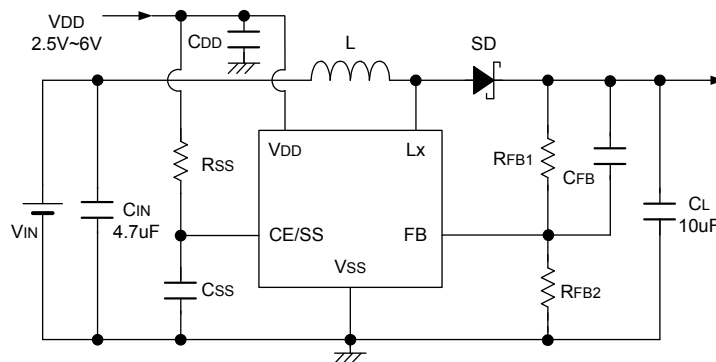 VDD
2.5V~6V
CDD
L
SD
VDD
Lx
RSS
RFB1
CFB
VIN
CIN
4.7uF
CE/SS
FB
CL
10uF
CSS
VSS
RFB2